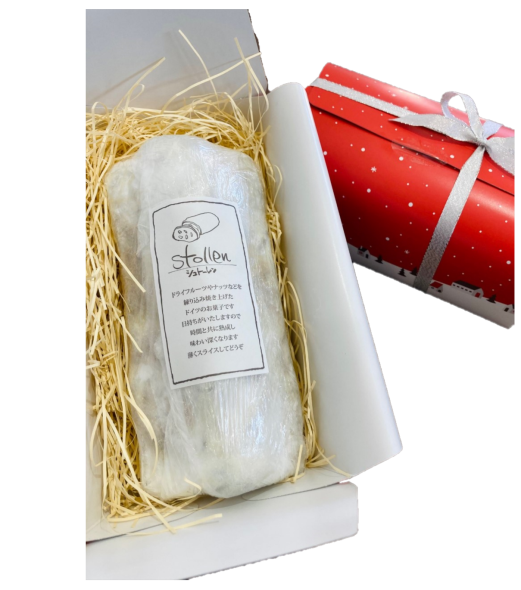 stollen
シュトーレン
ドライフルーツやナッツなどを
練り込み焼き上げた
ドイツのお菓子です
日持ちがいたしますので
時間と共に熟成し
味わい深くなります
薄くスライスしてどうぞ